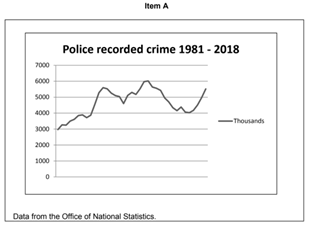 Item A
Police recorded crime 1981 - 2018
7000
6000
5000
4000
3000
2000
1000
0
Thousands
Data from the Office of National Statistics.